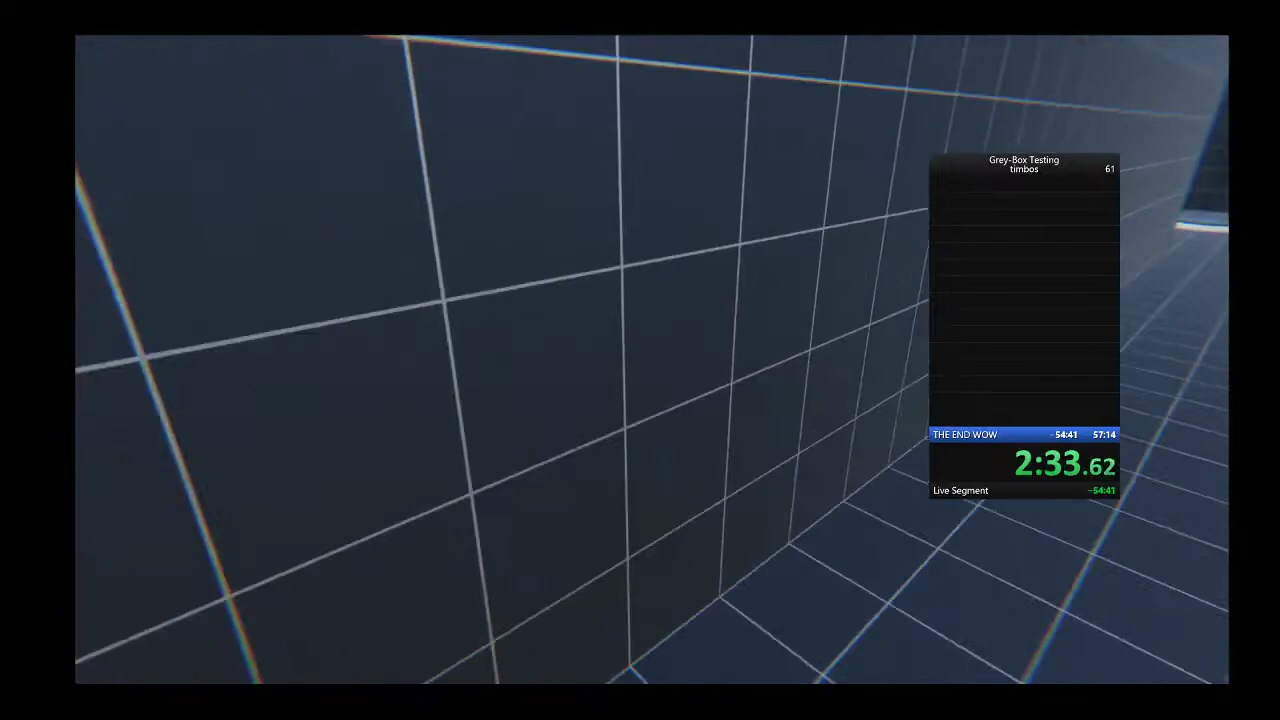 Grey-Box Testing
timbos 61
THE END WOW -54:41 57:14
2:33.62
Live Segment -54:41